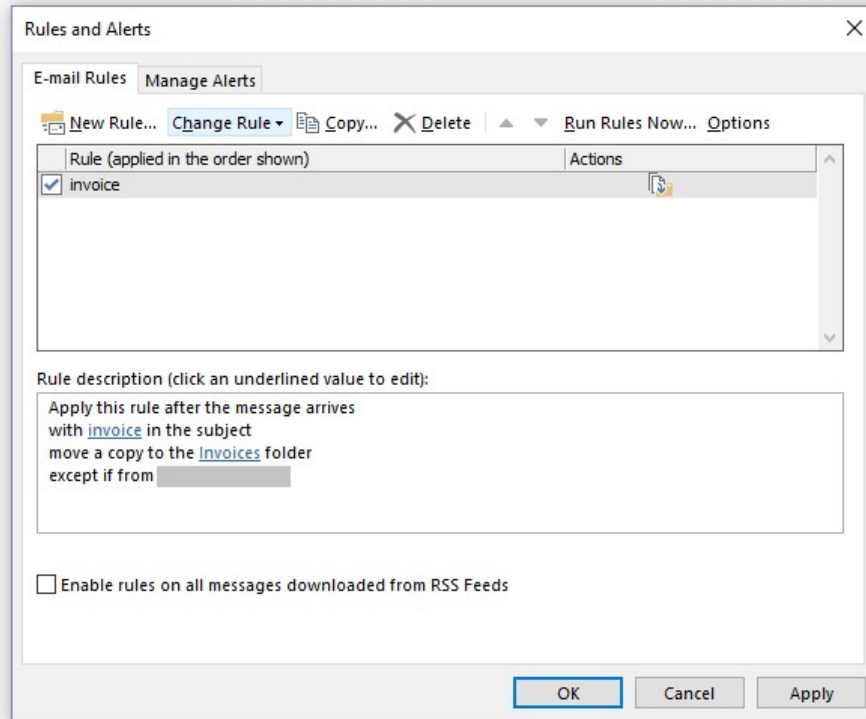 Rules and Alerts
E-mail Rules Manage Alerts
New Rule... Change Rule Copy... Delete Run Rules Now... Options
Rule (applied in the order shown) Actions
invoice
Rule description (click an underlined value to edit):
Apply this rule after the message arrives
with invoice in the subject
move a copy to the Invoices folder
except if from
Enable rules on all messages downloaded from RSS Feeds
OK Cancel Apply